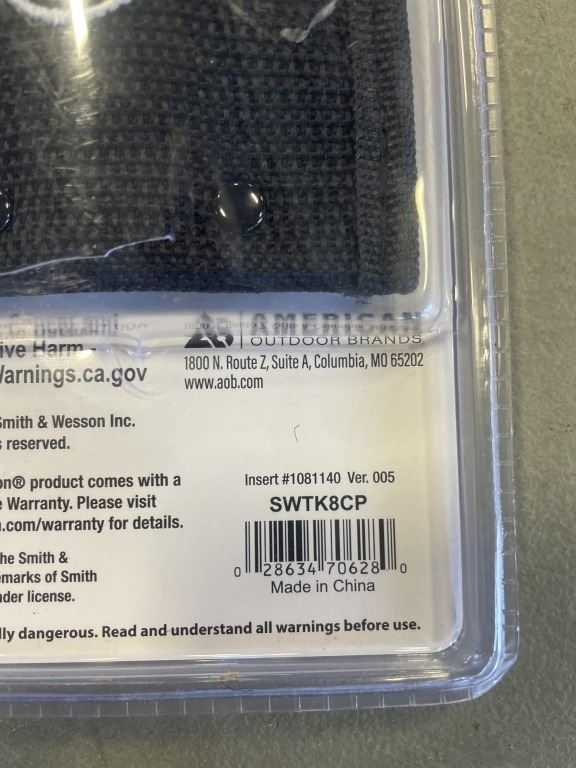 AMERICAN
OUTDOOR BRANDS
1800 N. Route Z, Suite A, Columbia, MO 65202
www.aob.com
ive Harm -
Warnings.ca.gov
Smith & Wesson Inc.
s reserved.
on® product comes with a
e Warranty. Please visit
n.com/warranty for details.
he Smith &
emarks of Smith
nder license.
Insert #1081140 Ver. 005
SWTK8CP
0 28634 70628 0
Made in China
lly dangerous. Read and understand all warnings before use.